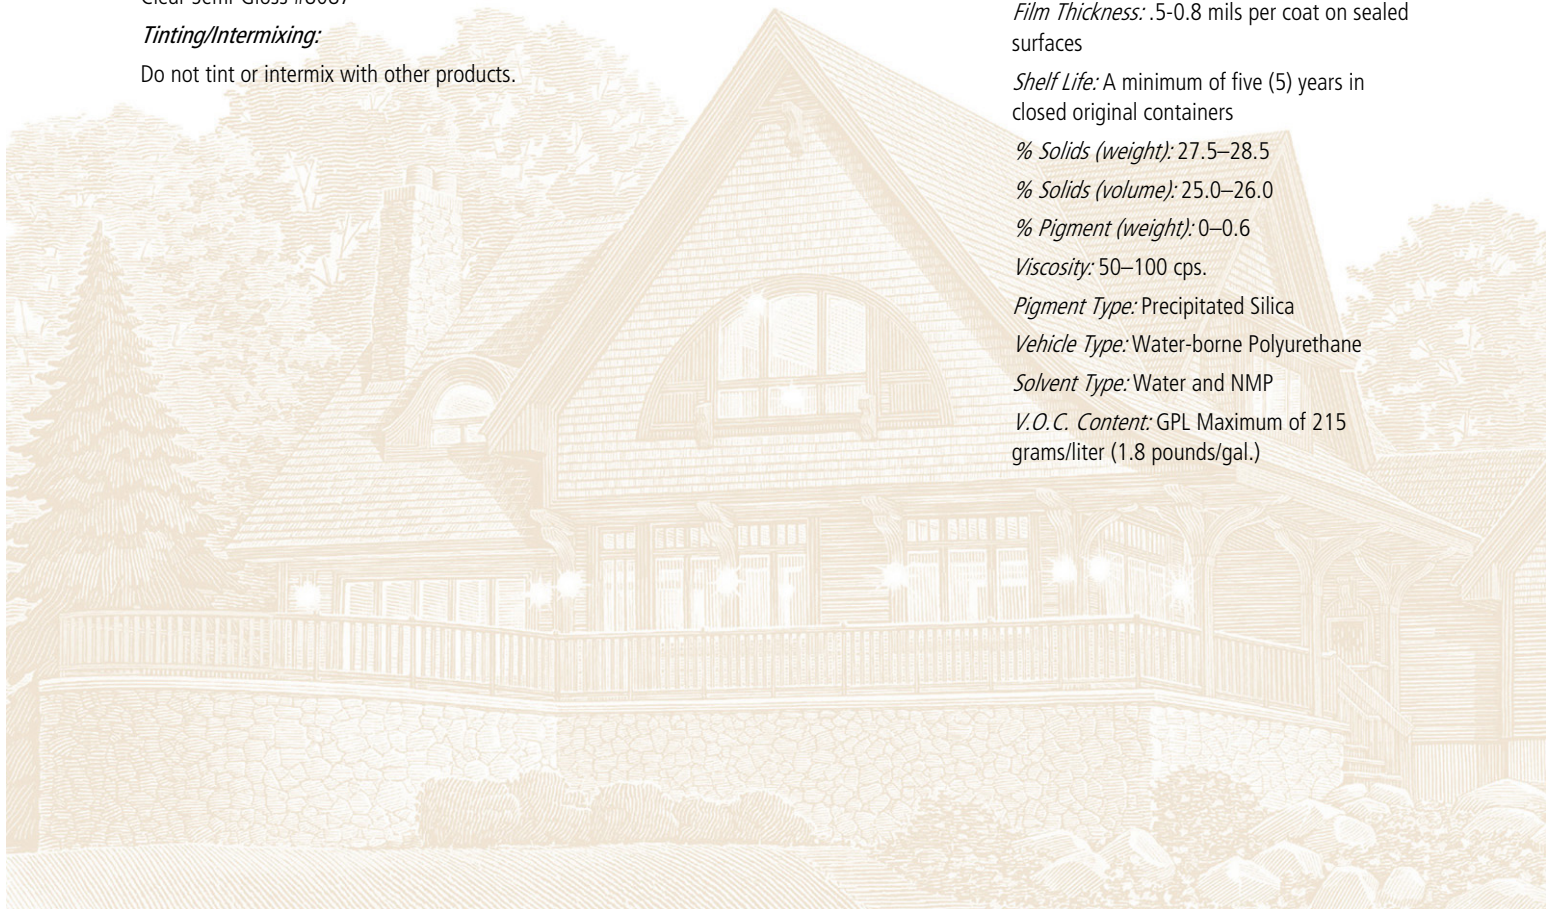 Clear Semi-Gloss #8087
Tinting/Intermixing:
Do not tint or intermix with other products.
Film Thickness: .5-0.8 mils per coat on sealed
surfaces
Shelf Life: A minimum of five (5) years in
closed original containers
% Solids (weight): 27.5–28.5
% Solids (volume): 25.0–26.0
% Pigment (weight): 0–0.6
Viscosity: 50–100 cps.
Pigment Type: Precipitated Silica
Vehicle Type: Water-borne Polyurethane
Solvent Type: Water and NMP
V.O.C. Content: GPL Maximum of 215
grams/liter (1.8 pounds/gal.)